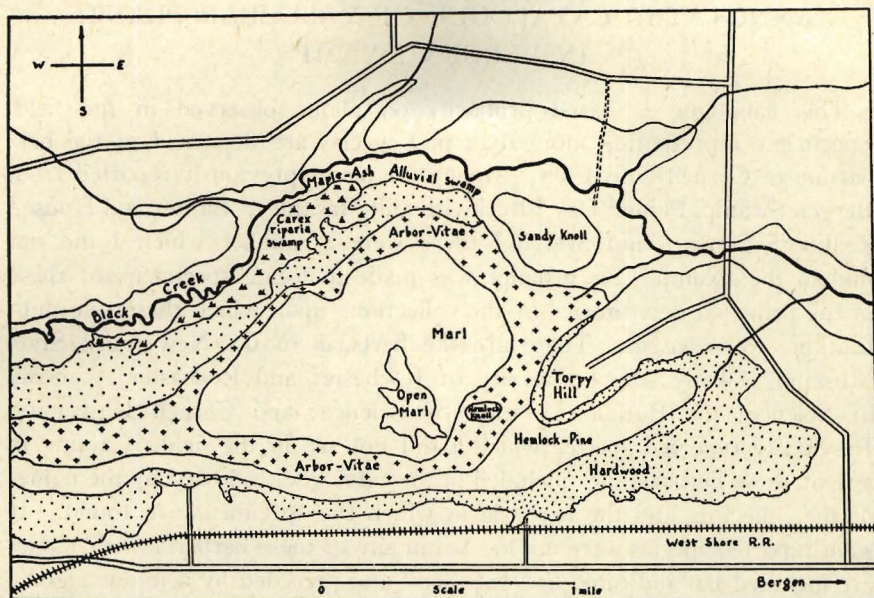 N
W E
S
Maple-Ash
Alluvial swamp
Carex
riparia
swamp
Arbor-Vitae
Sandy Knoll
Black Creek
Marl
Open
Marl
Hemlock
Knoll
Torpy
Hill
Hemlock-Pine
Hardwood
Arbor-Vitae
West Shore R.R.
0 Scale 1 mile
Bergen